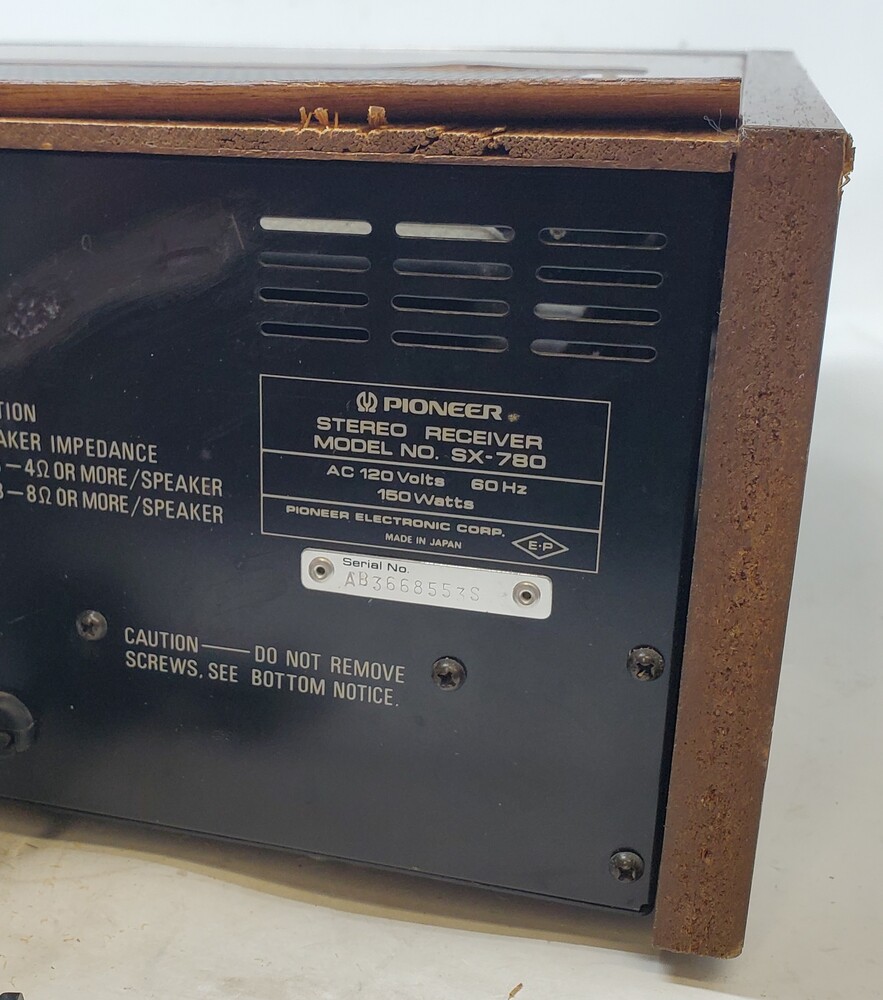 TION
AKER IMPEDANCE
—4Ω OR MORE/SPEAKER
—8Ω OR MORE/SPEAKER
PIONEER
STEREO RECEIVER
MODEL NO. SX-780
AC 120 Volts 60 Hz
150 Watts
PIONEER ELECTRONIC CORP.
MADE IN JAPAN
E·P
Serial No.
AB3668553S
CAUTION—DO NOT REMOVE
SCREWS, SEE BOTTOM NOTICE.